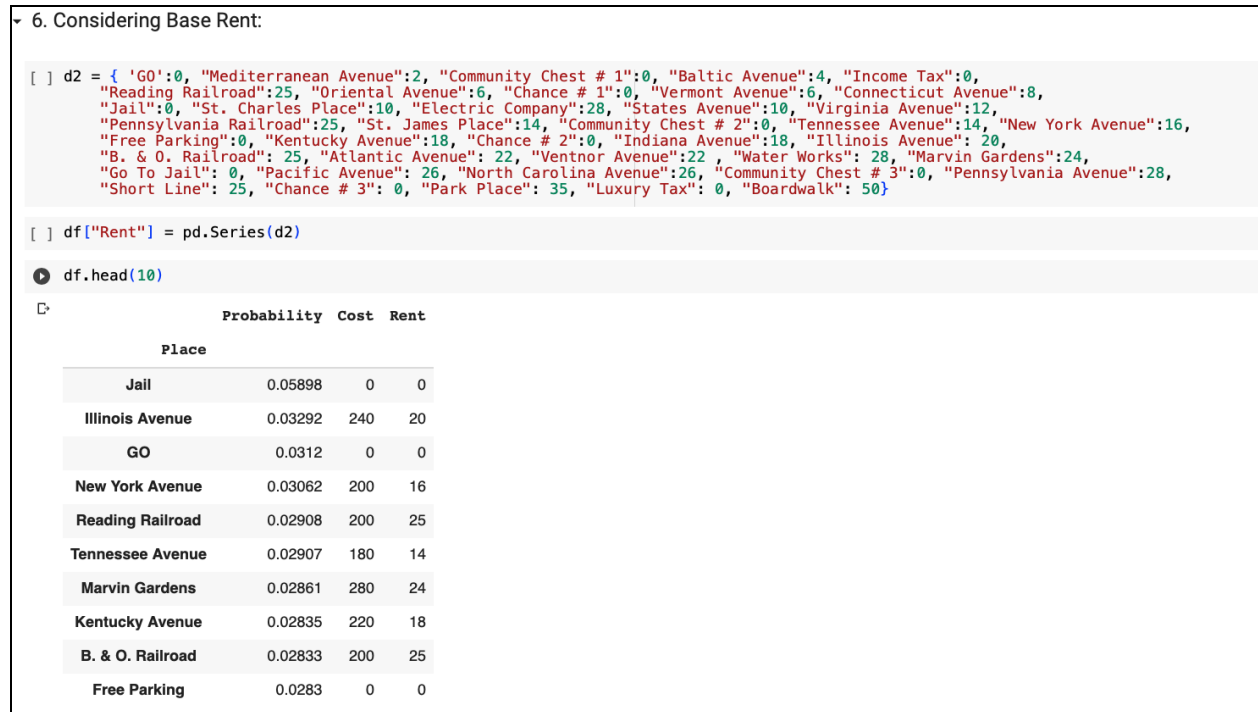 6. Considering Base Rent:
[ ] d2 = { 'GO':0, "Mediterranean Avenue":2, "Community Chest # 1":0, "Baltic Avenue":4, "Income Tax":0,
"Reading Railroad":25, "Oriental Avenue":6, "Chance # 1":0, "Vermont Avenue":6, "Connecticut Avenue":8,
"Jail":0, "St. Charles Place":10, "Electric Company":28, "States Avenue":10, "Virginia Avenue":12,
"Pennsylvania Railroad":25, "St. James Place":14, "Community Chest # 2":0, "Tennessee Avenue":14, "New York Avenue":16,
"Free Parking":0, "Kentucky Avenue":18, "Chance # 2":0, "Indiana Avenue":18, "Illinois Avenue": 20,
"B. & O. Railroad": 25, "Atlantic Avenue": 22, "Ventnor Avenue":22 , "Water Works": 28, "Marvin Gardens":24,
"Go To Jail": 0, "Pacific Avenue": 26, "North Carolina Avenue":26, "Community Chest # 3":0, "Pennsylvania Avenue":28,
"Short Line": 25, "Chance # 3": 0, "Park Place": 35, "Luxury Tax": 0, "Boardwalk": 50}
[ ] df["Rent"] = pd.Series(d2)
df.head(10)
Probability Cost Rent
Place
Jail 0.05898 0 0
Illinois Avenue 0.03292 240 20
GO 0.0312 0 0
New York Avenue 0.03062 200 16
Reading Railroad 0.02908 200 25
Tennessee Avenue 0.02907 180 14
Marvin Gardens 0.02861 280 24
Kentucky Avenue 0.02835 220 18
B. & O. Railroad 0.02833 200 25
Free Parking 0.0283 0 0